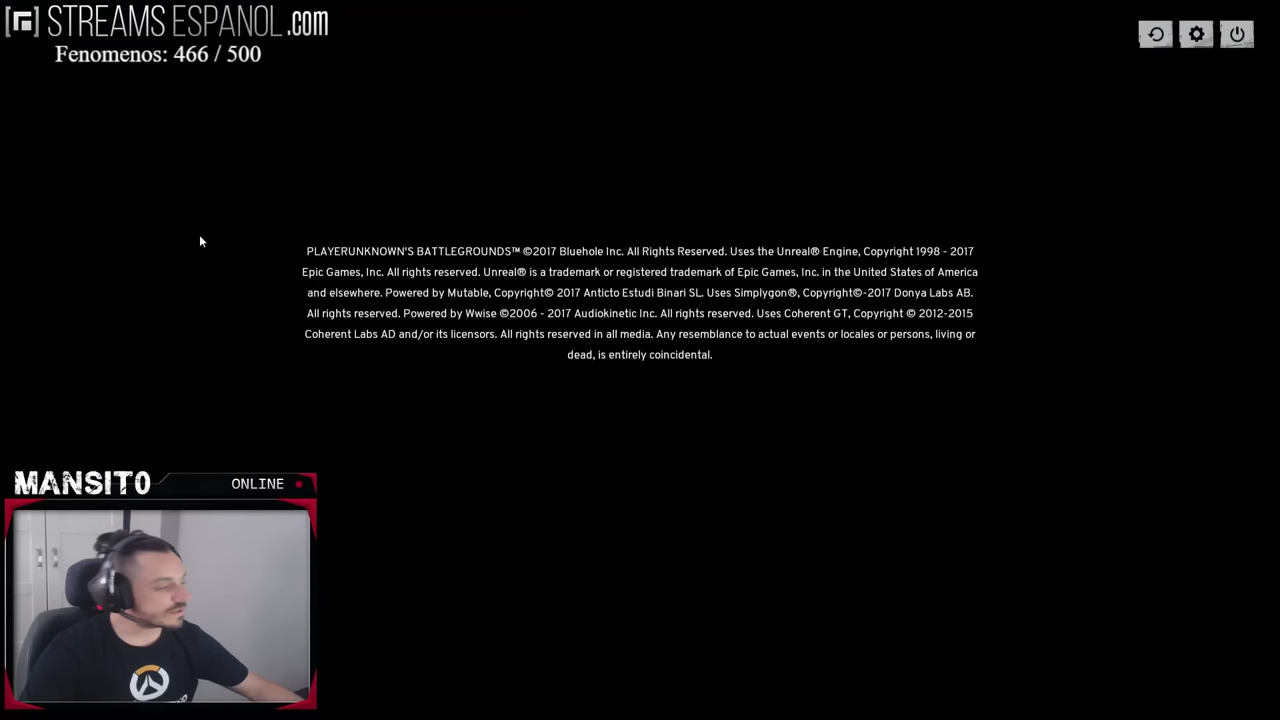 STREAMS ESPANOL.com
Fenomenos: 466 / 500
PLAYERUNKNOWN'S BATTLEGROUNDS™ ©2017 Bluehole Inc. All Rights Reserved. Uses the Unreal® Engine, Copyright 1998 - 2017
Epic Games, Inc. All rights reserved. Unreal® is a trademark or registered trademark of Epic Games, Inc. in the United States of America
and elsewhere. Powered by Mutable, Copyright© 2017 Anticto Estudi Binari SL. Uses Simplygon®, Copyright©-2017 Donya Labs AB.
All rights reserved. Powered by Wwise ©2006 - 2017 Audiokinetic Inc. All rights reserved. Uses Coherent GT, Copyright © 2012-2015
Coherent Labs AD and/or its licensors. All rights reserved in all media. Any resemblance to actual events or locales or persons, living or
dead, is entirely coincidental.
MANSIT0
ONLINE